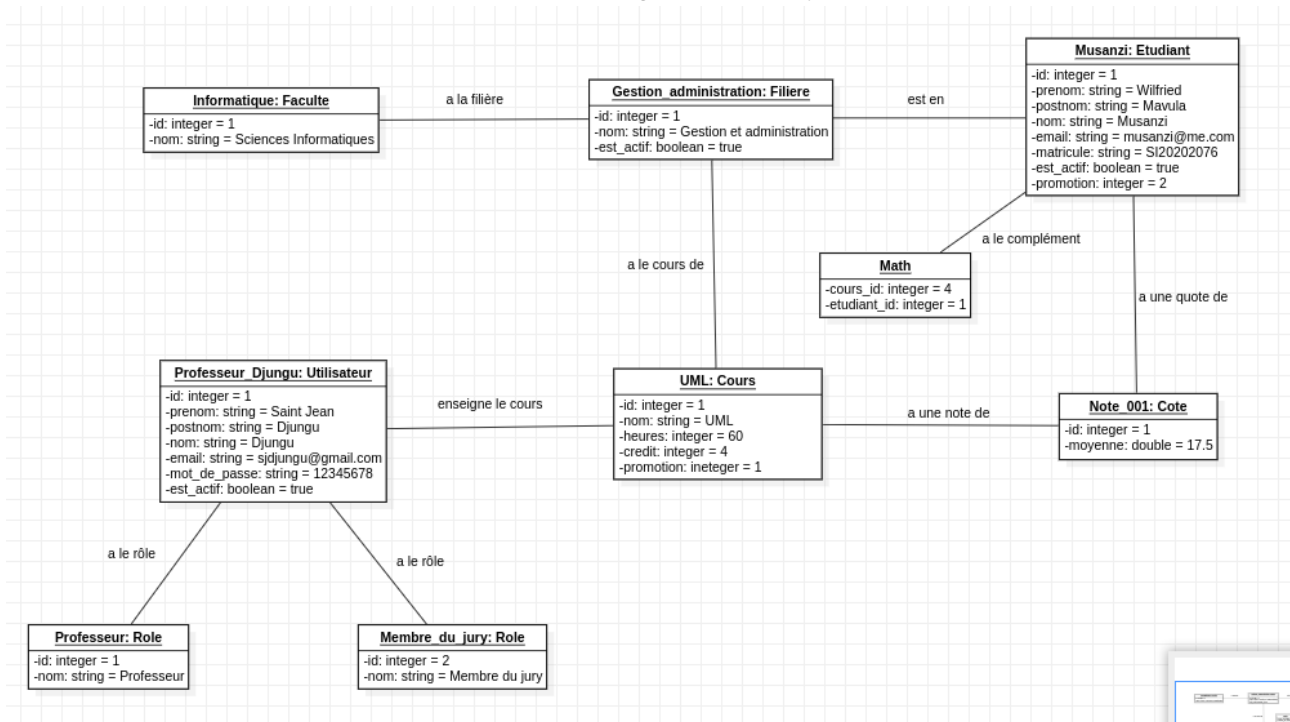 Informatique: Faculte
-id: integer = 1
-nom: string = Sciences Informatiques
a la filière
Gestion_administration: Filiere
-id: integer = 1
-nom: string = Gestion et administration
-est_actif: boolean = true
est en
Musanzi: Etudiant
-id: integer = 1
-prenom: string = Wilfried
-postnom: string = Mavula
-nom: string = Musanzi
-email: string = musanzi@me.com
-matricule: string = SI20202076
-est_actif: boolean = true
-promotion: integer = 2
a le complément
Math
-cours_id: integer = 4
-etudiant_id: integer = 1
a le cours de
a une quote de
Professeur_Djungu: Utilisateur
-id: integer = 1
-prenom: string = Saint Jean
-postnom: string = Djungu
-nom: string = Djungu
-email: string = sjdjungu@gmail.com
-mot_de_passe: string = 12345678
-est_actif: boolean = true
enseigne le cours
UML: Cours
-id: integer = 1
-nom: string = UML
-heures: integer = 60
-credit: integer = 4
-promotion: ineteger = 1
a une note de
Note_001: Cote
-id: integer = 1
-moyenne: double = 17.5
a le rôle
a le rôle
Professeur: Role
-id: integer = 1
-nom: string = Professeur
Membre_du_jury: Role
-id: integer = 2
-nom: string = Membre du jury